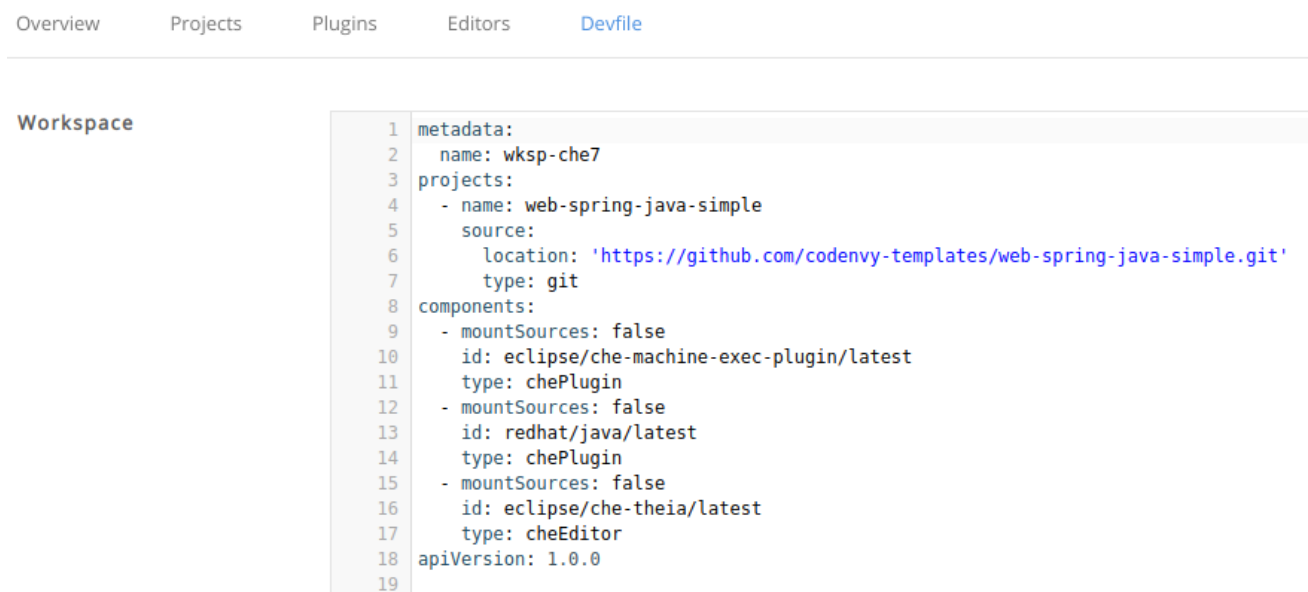 Overview Projects Plugins Editors Devfile
Workspace
1 metadata:
2   name: wksp-che7
3 projects:
4   - name: web-spring-java-simple
5     source:
6       location: 'https://github.com/codenvy-templates/web-spring-java-simple.git'
7       type: git
8 components:
9   - mountSources: false
10     id: eclipse/che-machine-exec-plugin/latest
11     type: chePlugin
12   - mountSources: false
13     id: redhat/java/latest
14     type: chePlugin
15   - mountSources: false
16     id: eclipse/che-theia/latest
17     type: cheEditor
18 apiVersion: 1.0.0
19